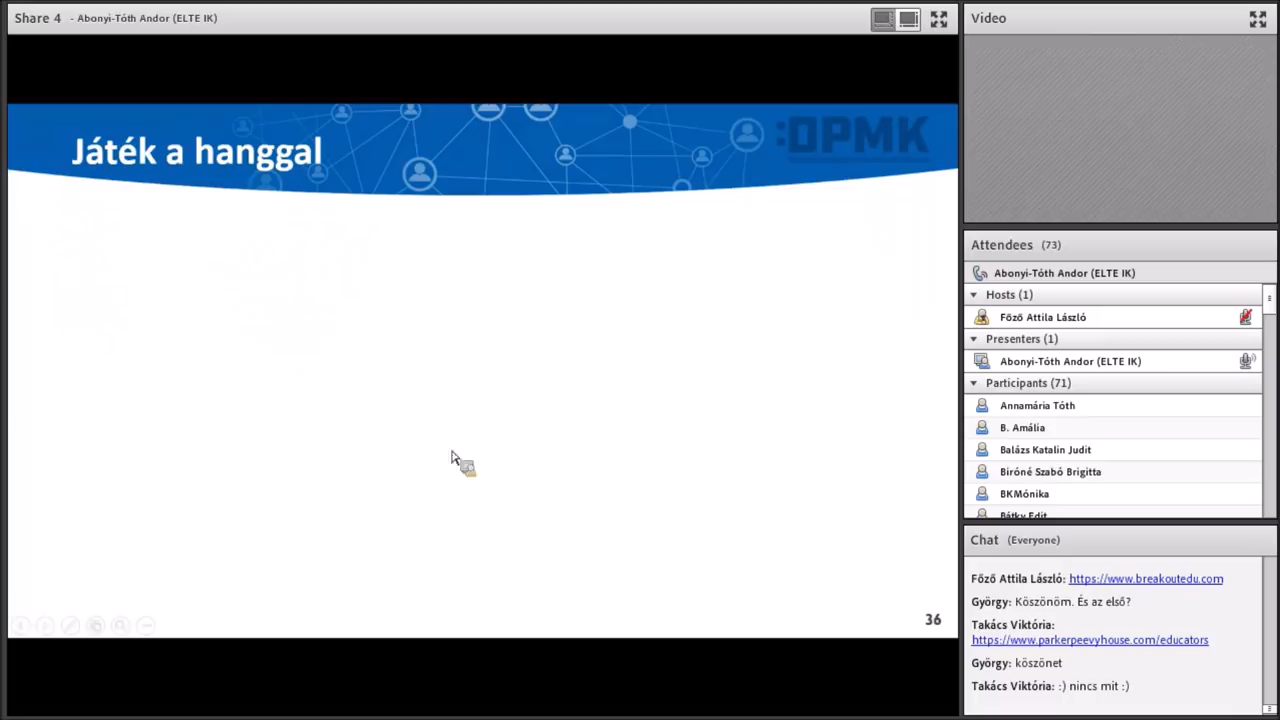 Share 4 - Abonyi-Tóth Andor (ELTE IK)
Játék a hanggal
:OPMK
36
Video
Attendees (73)
Abonyi-Tóth Andor (ELTE IK)
Hosts (1)
Főző Attila László
Presenters (1)
Abonyi-Tóth Andor (ELTE IK)
Participants (71)
Annamária Tóth
B. Amália
Balázs Katalin Judit
Biróné Szabó Brigitta
BKMónika
Bátky Edit
Chat (Everyone)
Főző Attila László: https://www.breakoutedu.com
György: Köszönöm. És az első?
Takács Viktória:
https://www.parkerpeevyhouse.com/educators
György: köszönet
Takács Viktória: :) nincs mit :)